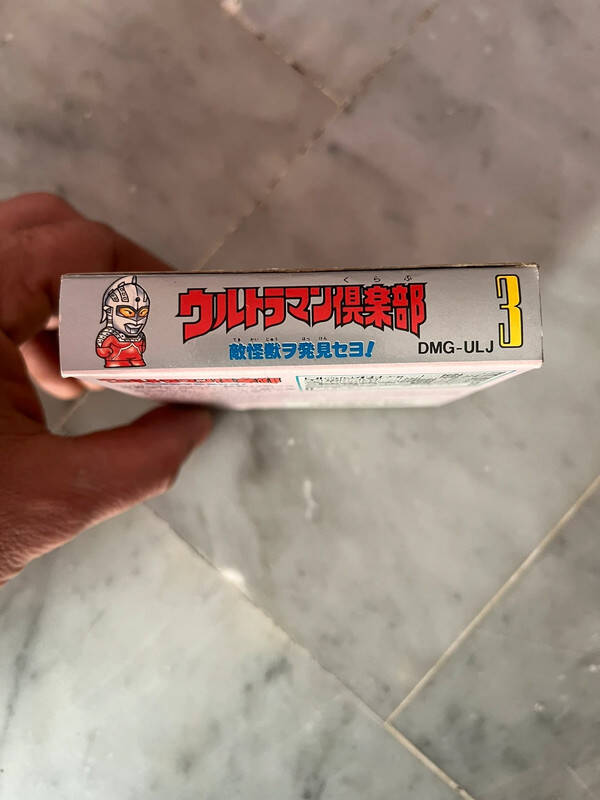 くらぶ
ウルトラマン倶楽部
てきかいじゅう はっけん
敵怪獣ヲ発見セヨ!
DMG-ULJ
3